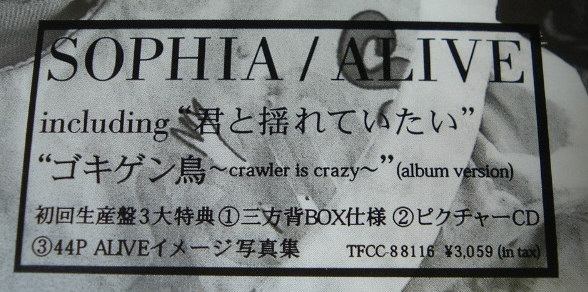 SOPHIA / ALIVE
including "君と揺れていたい"
"ゴキゲン鳥～crawler is crazy～"(album version)
初回生産盤3大特典 ①三方背BOX仕様 ②ピクチャーCD
③44P ALIVEイメージ写真集 TFCC-88116 ¥3,059 (in tax)